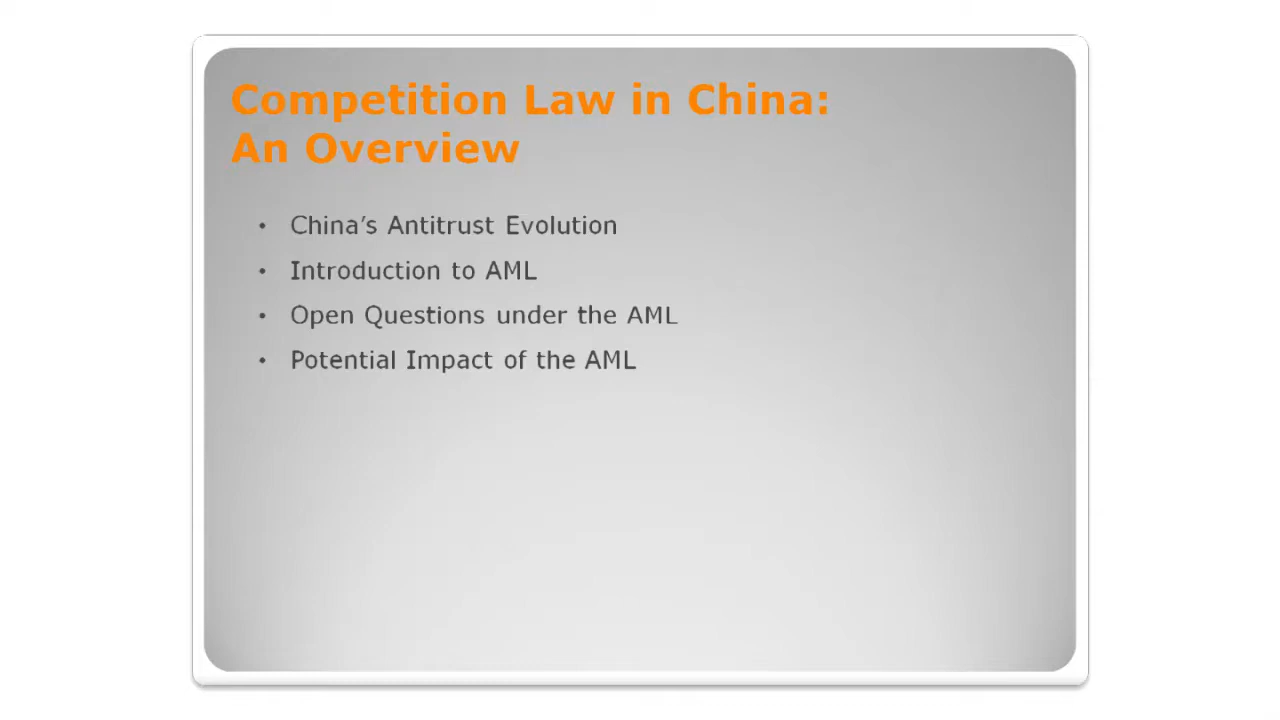 Competition Law in China:
An Overview
• China's Antitrust Evolution
• Introduction to AML
• Open Questions under the AML
• Potential Impact of the AML